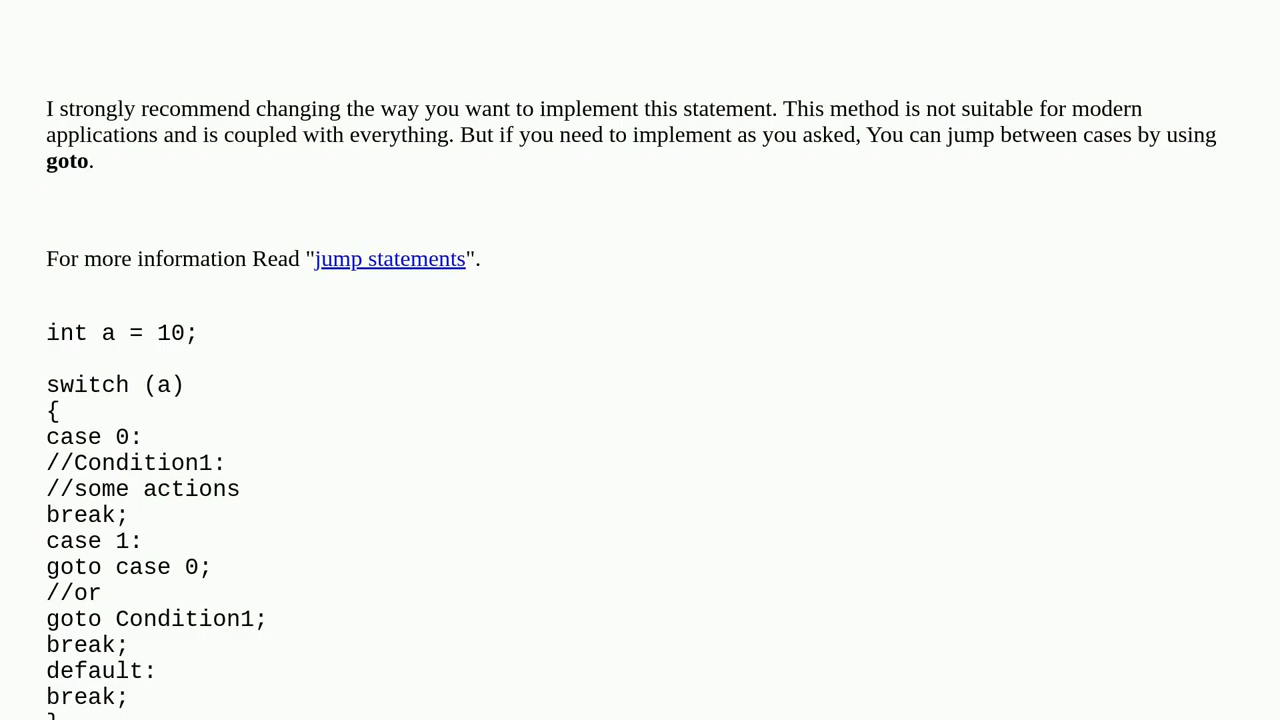 I strongly recommend changing the way you want to implement this statement. This method is not suitable for modern
applications and is coupled with everything. But if you need to implement as you asked, You can jump between cases by using
goto.
For more information Read "jump statements".
int a = 10;
switch (a)
{
case 0:
//Condition1:
//some actions
break;
case 1:
goto case 0;
//or
goto Condition1;
break;
default:
break;
}